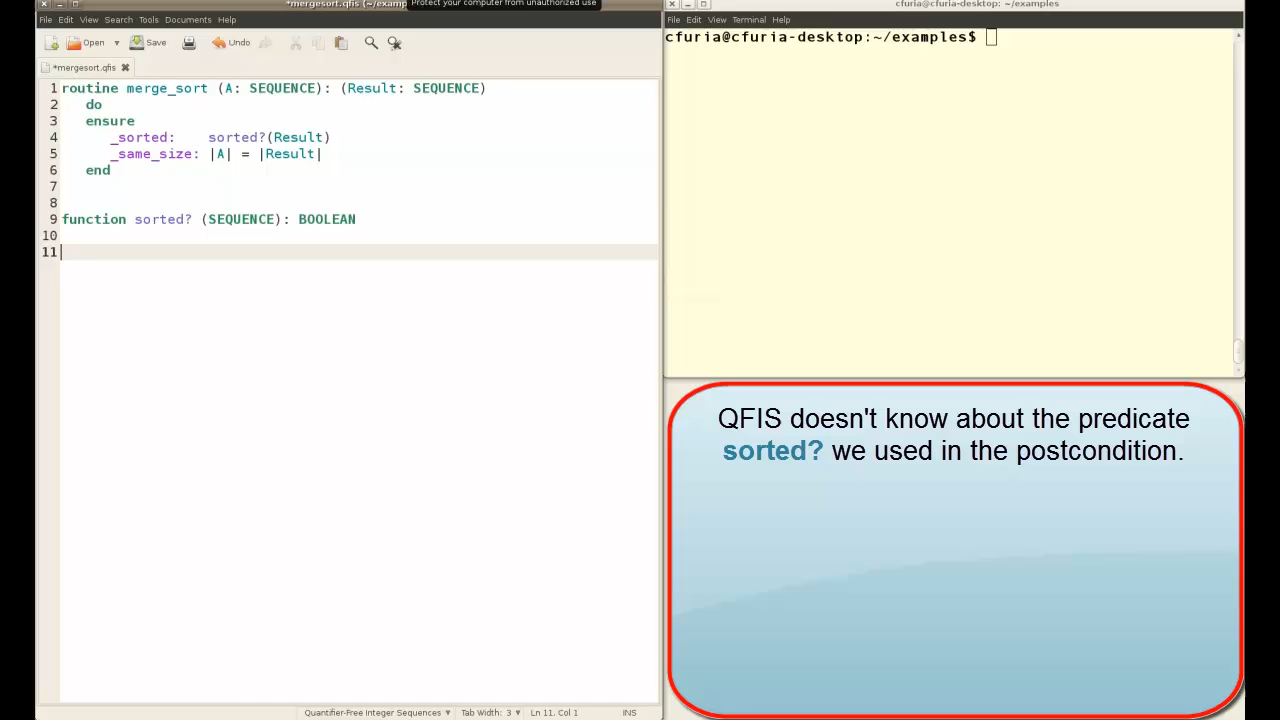 *mergesort.qfis (~/examp
Protect your computer from unauthorized use
cfuria@cfuria-desktop: ~/examples
File Edit View Search Tools Documents Help
File Edit View Terminal Help
Open Save Undo
*mergesort.qfis
cfuria@cfuria-desktop:~/examples$
1 routine merge_sort (A: SEQUENCE): (Result: SEQUENCE)
2 do
3 ensure
4 _sorted: sorted?(Result)
5 _same_size: |A| = |Result|
6 end
7
8
9 function sorted? (SEQUENCE): BOOLEAN
10
11
QFIS doesn't know about the predicate
sorted? we used in the postcondition.
Quantifier-Free Integer Sequences Tab Width: 3 Ln 11, Col 1 INS